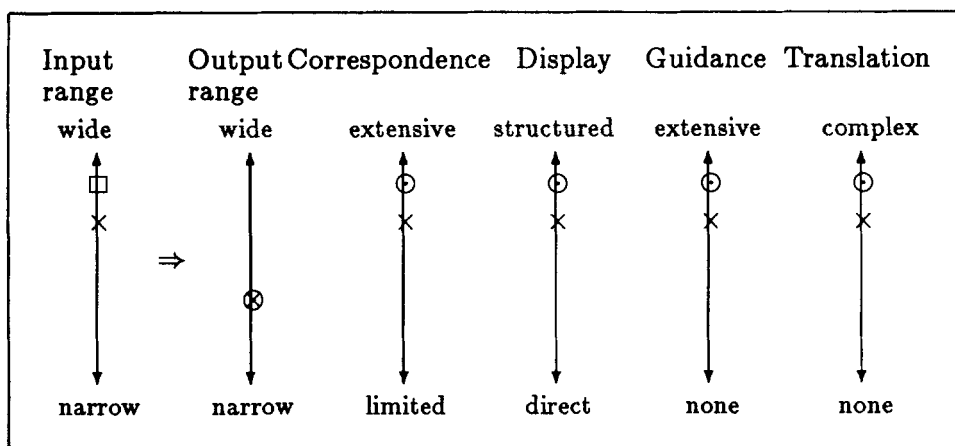 Input Output Correspondence Display Guidance Translation
range range
wide wide extensive structured extensive complex
⇒
narrow narrow limited direct none none